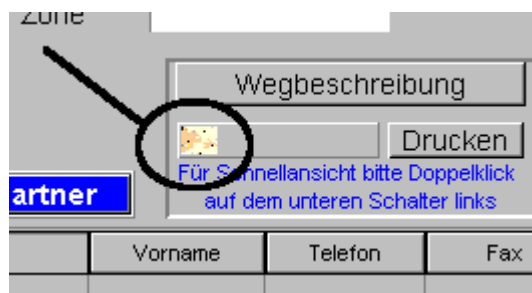 Zone
Wegbeschreibung
Drucken
Für Schnellansicht bitte Doppelklick
auf dem unteren Schalter links
artner
Vorname Telefon Fax